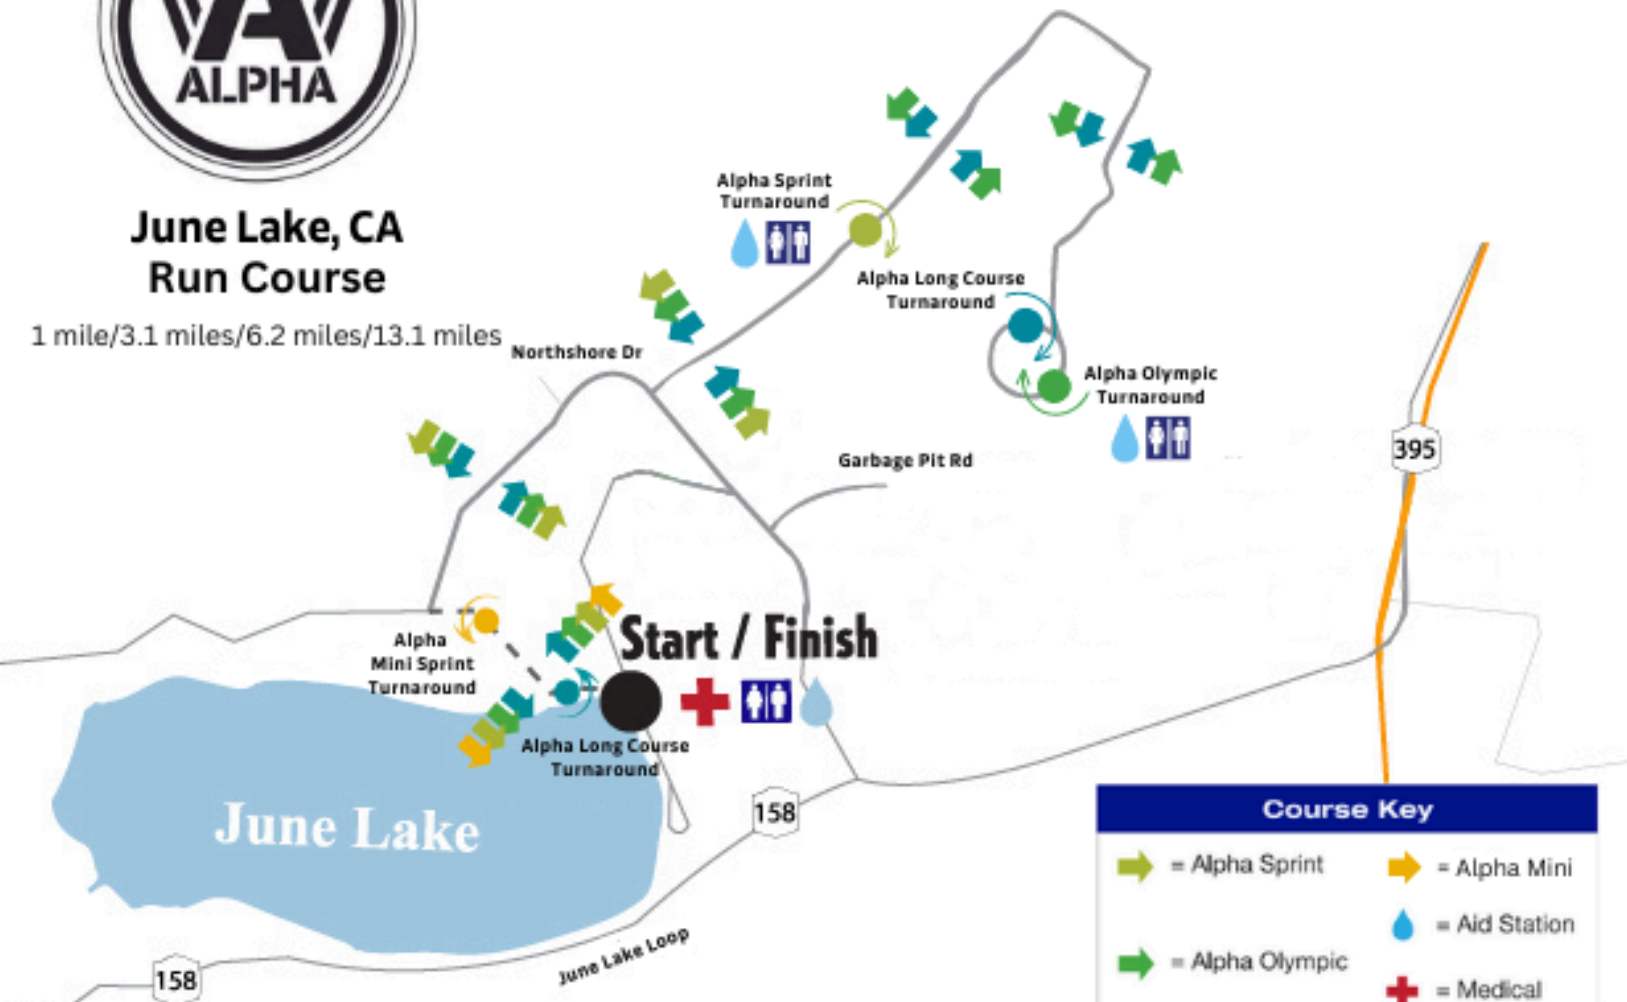 ALPHA
June Lake, CA
Run Course
1 mile/3.1 miles/6.2 miles/13.1 miles
Northshore Dr
Alpha Sprint
Turnaround
Alpha Long Course
Turnaround
Alpha Olympic
Turnaround
Garbage Pit Rd
395
Start / Finish
Alpha
Mini Sprint
Turnaround
Alpha Long Course
Turnaround
June Lake
158
June Lake Loop
158
Course Key
= Alpha Sprint
= Alpha Mini
= Aid Station
= Alpha Olympic
= Medical